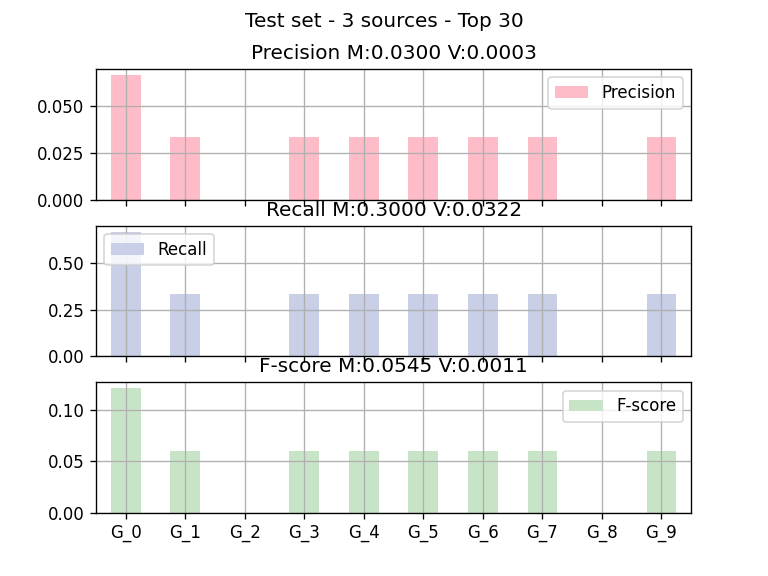 Test set - 3 sources - Top 30
Precision M:0.0300 V:0.0003
0.050
0.025
0.000
Precision
Recall M:0.3000 V:0.0322
0.50
0.25
0.00
Recall
F-score M:0.0545 V:0.0011
0.10
0.05
0.00
F-score
G_0 G_1 G_2 G_3 G_4 G_5 G_6 G_7 G_8 G_9